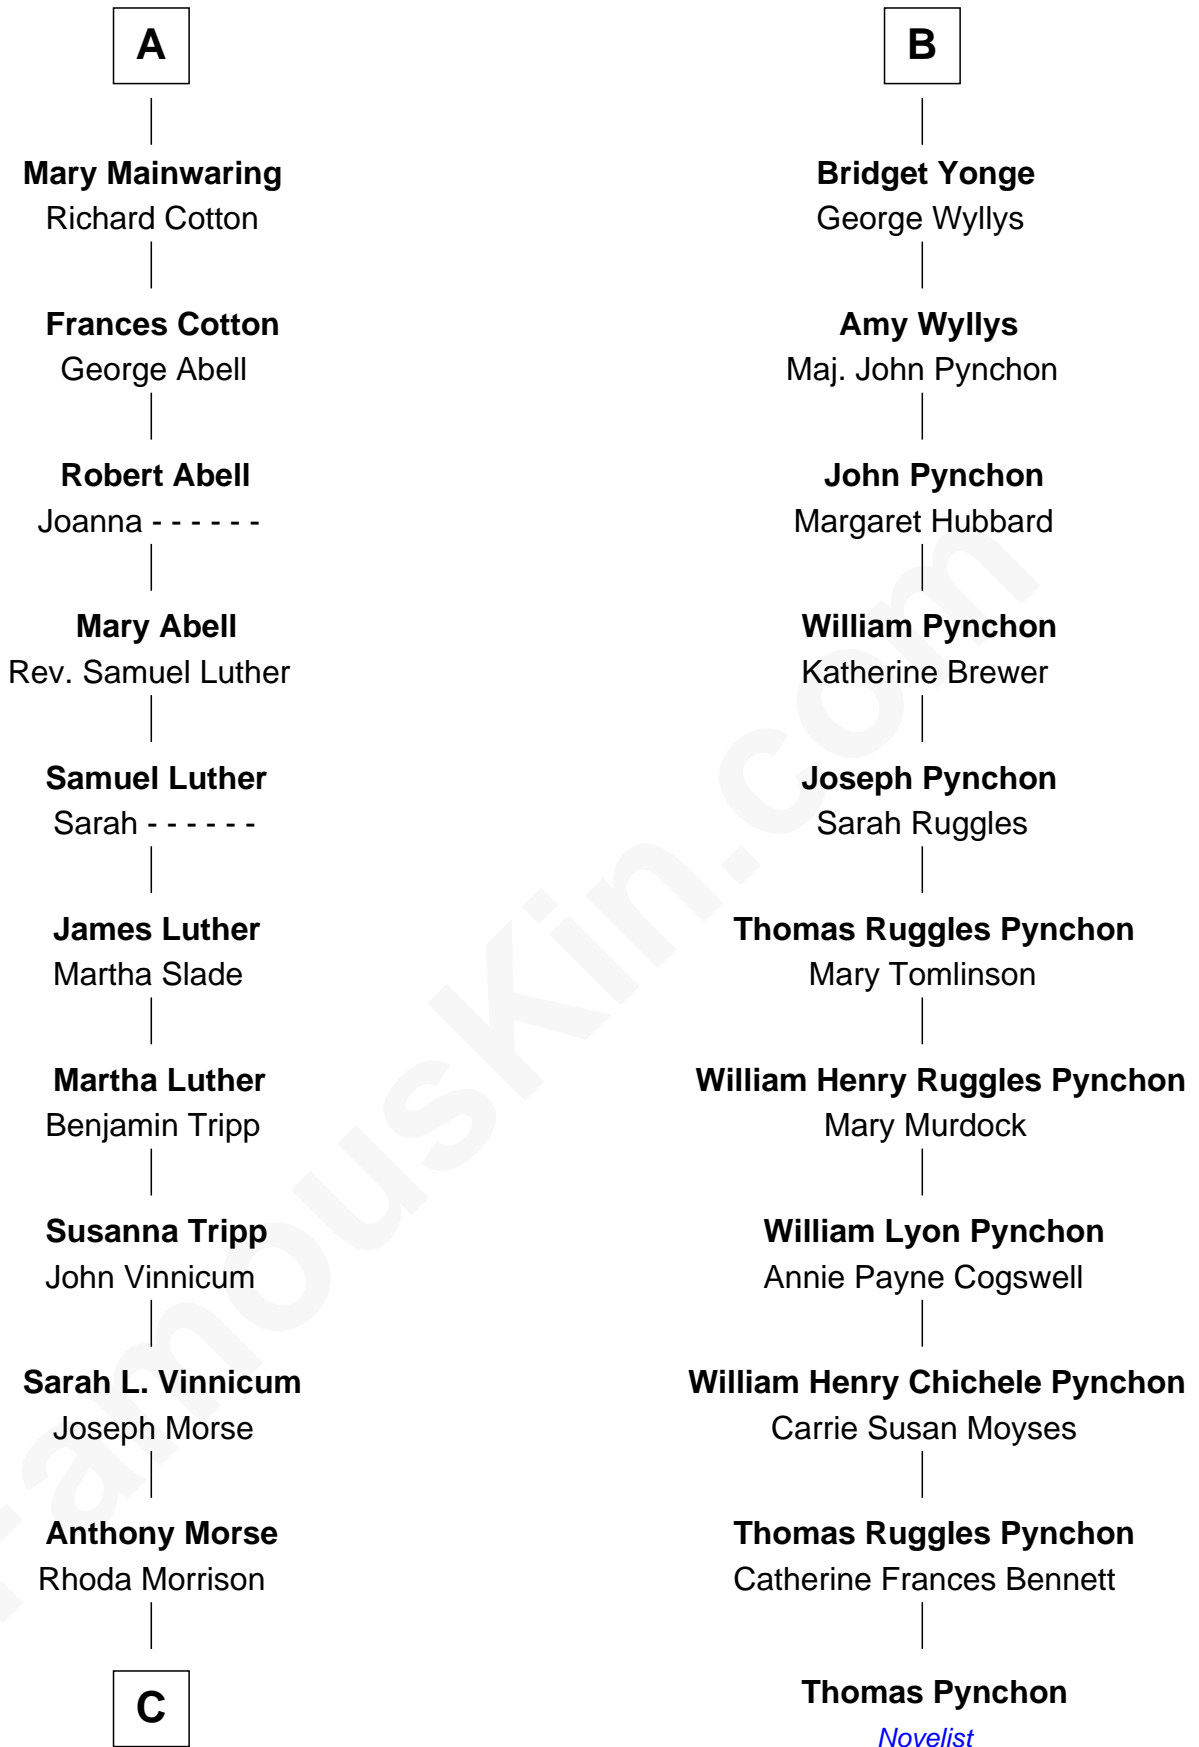 A
Mary Mainwaring
Richard Cotton
Frances Cotton
George Abell
Robert Abell
Joanna - - - - - -
Mary Abell
Rev. Samuel Luther
Samuel Luther
Sarah - - - - - -
James Luther
Martha Slade
Martha Luther
Benjamin Tripp
Susanna Tripp
John Vinnicum
Sarah L. Vinnicum
Joseph Morse
Anthony Morse
Rhoda Morrison
C
B
Bridget Yonge
George Wyllys
Amy Wyllys
Maj. John Pynchon
John Pynchon
Margaret Hubbard
William Pynchon
Katherine Brewer
Joseph Pynchon
Sarah Ruggles
Thomas Ruggles Pynchon
Mary Tomlinson
William Henry Ruggles Pynchon
Mary Murdock
William Lyon Pynchon
Annie Payne Cogswell
William Henry Chichele Pynchon
Carrie Susan Moyses
Thomas Ruggles Pynchon
Catherine Frances Bennett
Thomas Pynchon
Novelist
FamousKin.com